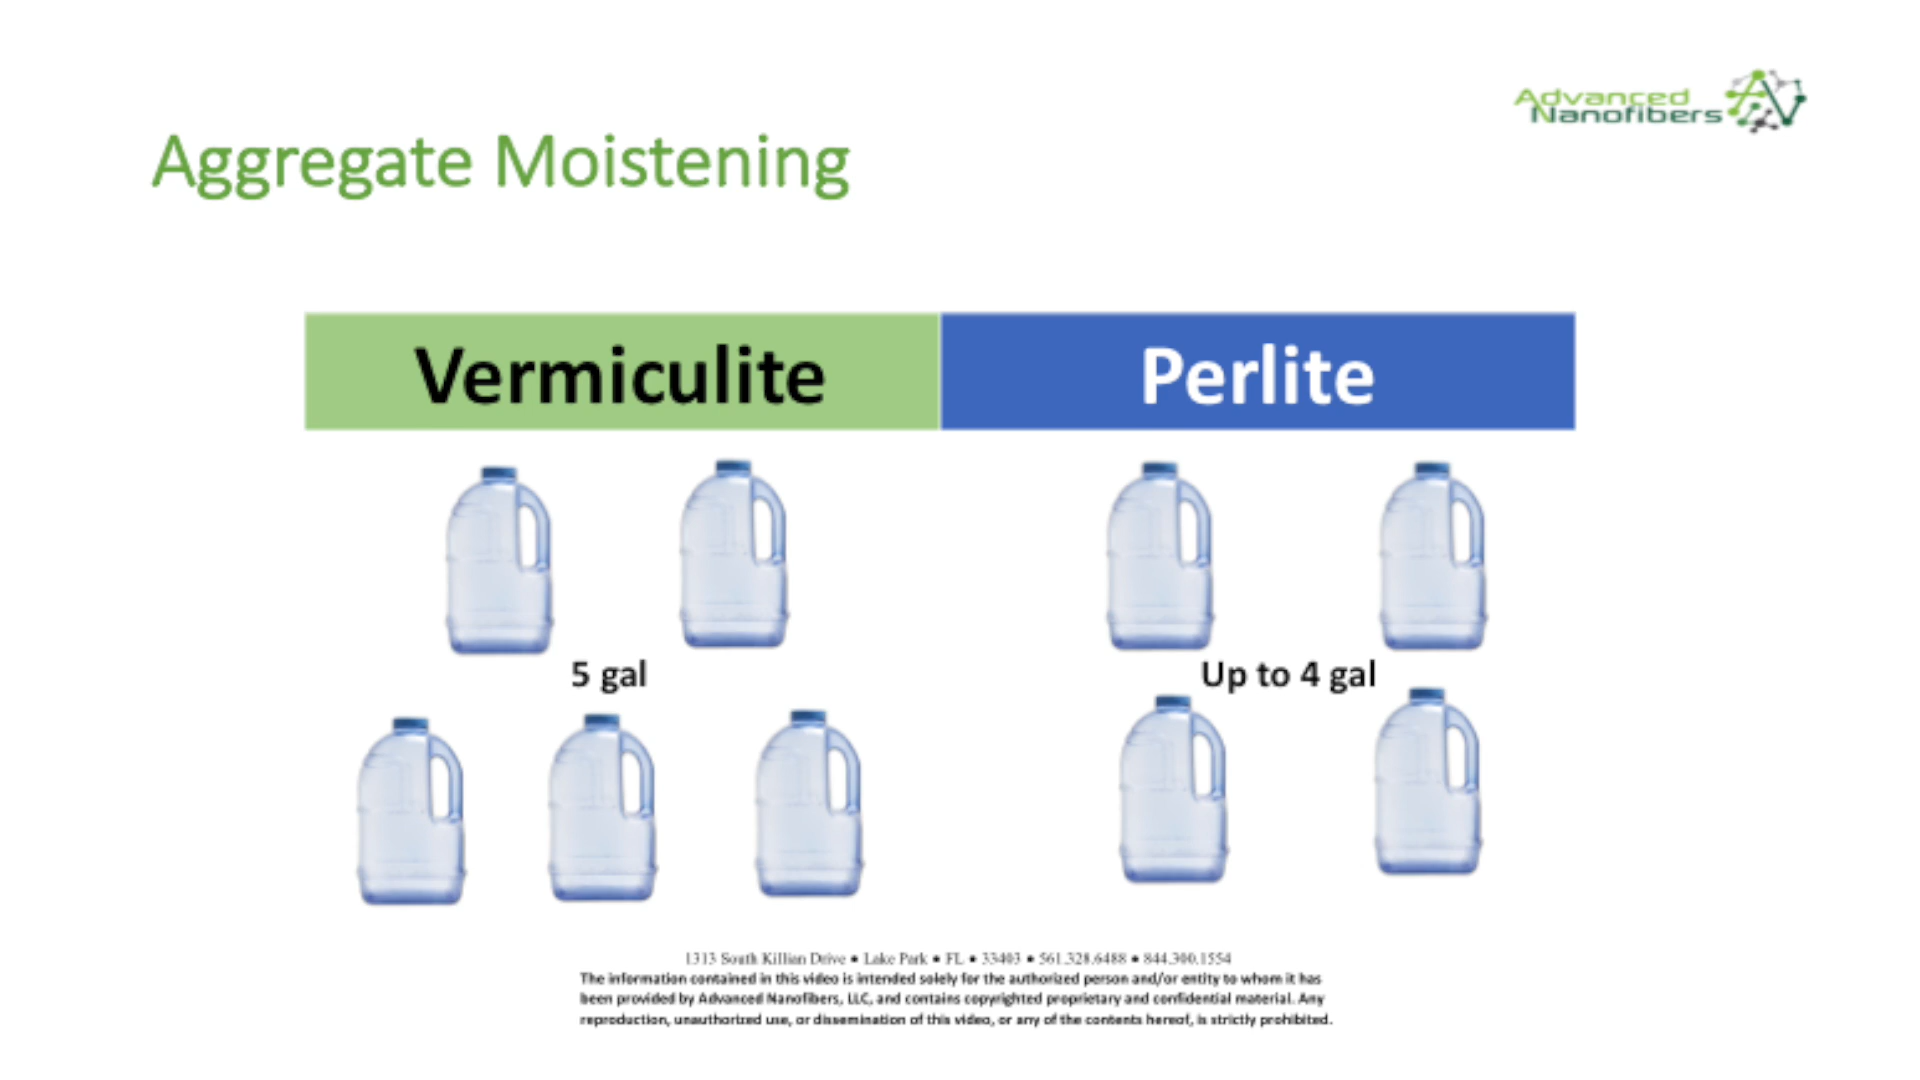 Advanced
Nanofibers
Aggregate Moistening
Vermiculite
Perlite
5 gal
Up to 4 gal
1313 South Killian Drive • Lake Park • FL • 33403 • 561.328.6488 • 844.300.1554
The information contained in this video is intended solely for the authorized person and/or entity to whom it has
been provided by Advanced Nanofibers, LLC, and contains copyrighted proprietary and confidential material. Any
reproduction, unauthorized use, or dissemination of this video, or any of the contents hereof, is strictly prohibited.